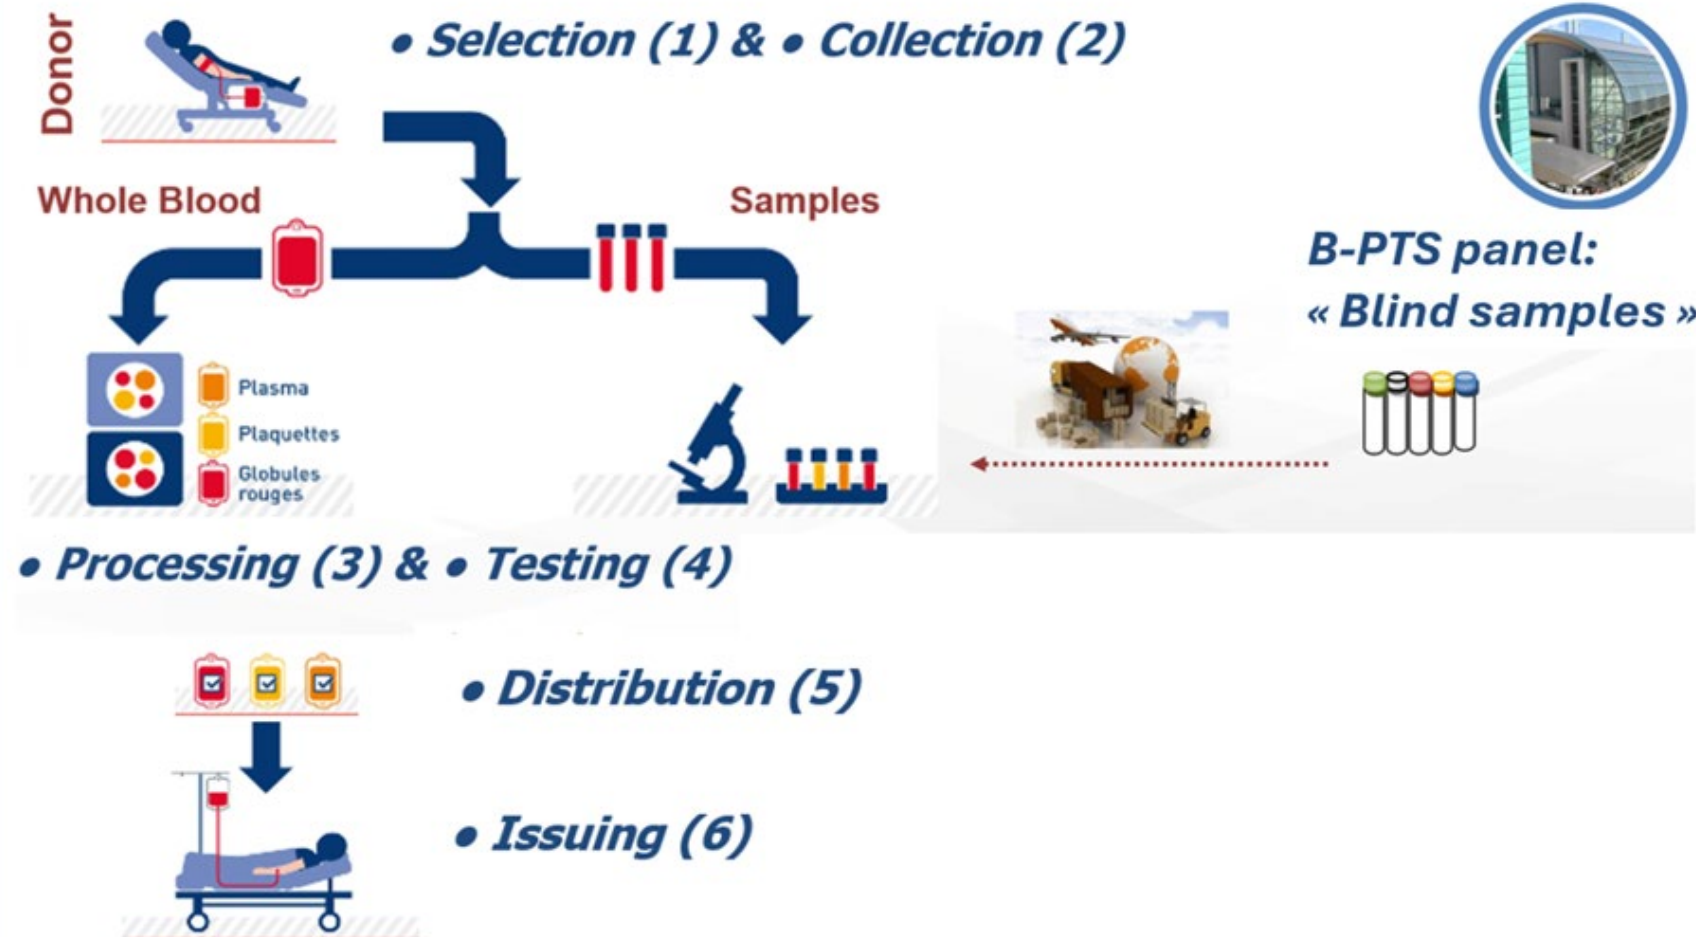 Donor
• Selection (1) & • Collection (2)
Whole Blood
Samples
B-PTS panel:
« Blind samples »
Plasma
Plaquettes
Globules
rouges
• Processing (3) & • Testing (4)
• Distribution (5)
• Issuing (6)